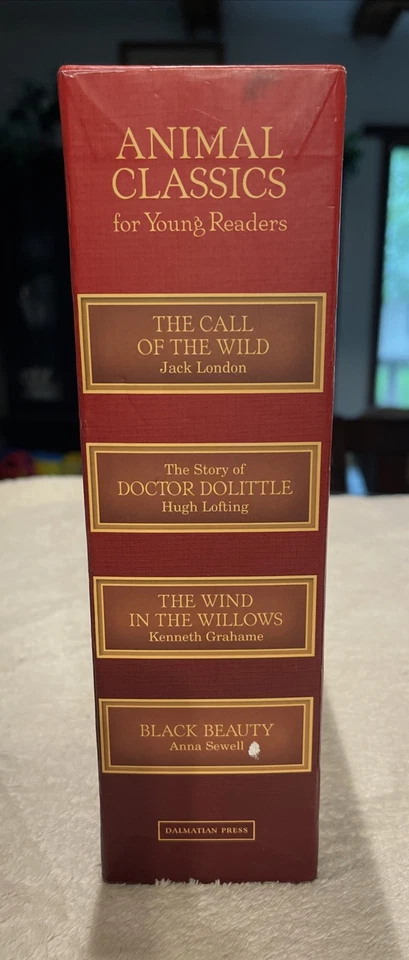 ANIMAL
CLASSICS
for Young Readers
THE CALL
OF THE WILD
Jack London
The Story of
DOCTOR DOLITTLE
Hugh Lofting
THE WIND
IN THE WILLOWS
Kenneth Grahame
BLACK BEAUTY
Anna Sewell
DALMATIAN PRESS